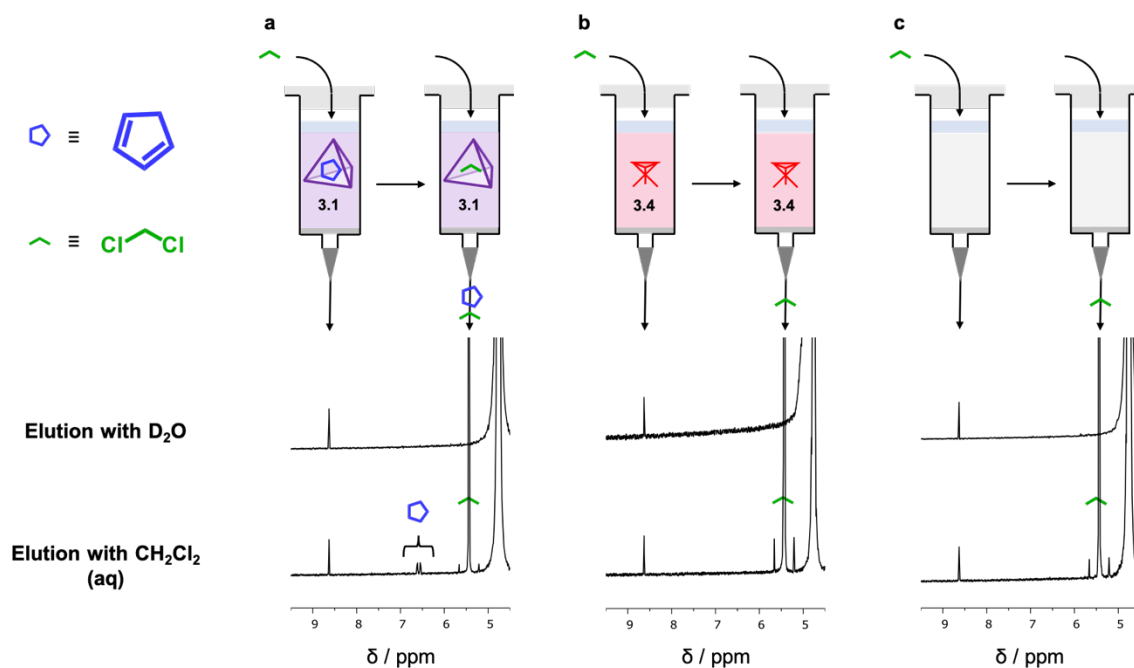 a
b
c
≡
≡ Cl Cl
3.1
3.1
3.4
3.4
Elution with D₂O
Elution with CH₂Cl₂
(aq)
9 8 7 6 5
9 8 7 6 5
9 8 7 6 5
δ / ppm
δ / ppm
δ / ppm